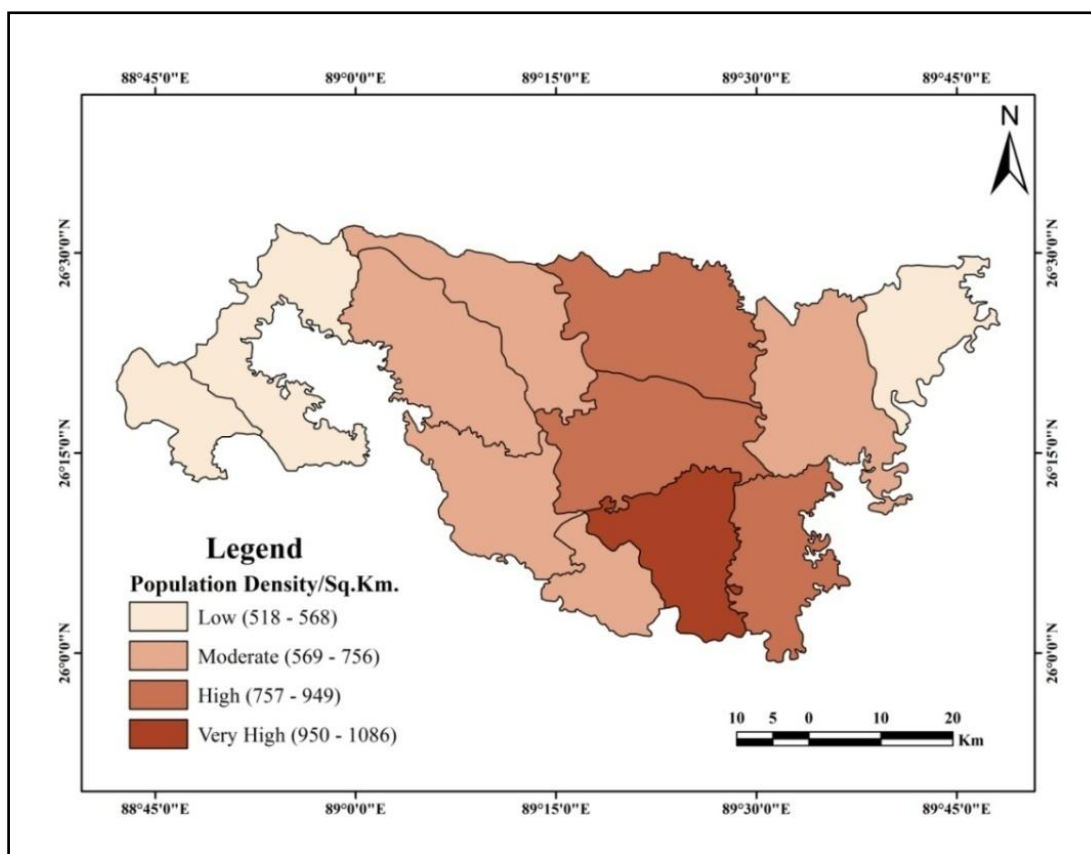 88°45'0"E 89°0'0"E 89°15'0"E 89°30'0"E 89°45'0"E
N
26°30'0"N 26°30'0"N
26°15'0"N 26°15'0"N
26°0'0"N 26°0'0"N
Legend
Population Density/Sq.Km.
Low (518 - 568)
Moderate (569 - 756)
High (757 - 949)
Very High (950 - 1086)
10 5 0 10 20
Km
88°45'0"E 89°0'0"E 89°15'0"E 89°30'0"E 89°45'0"E